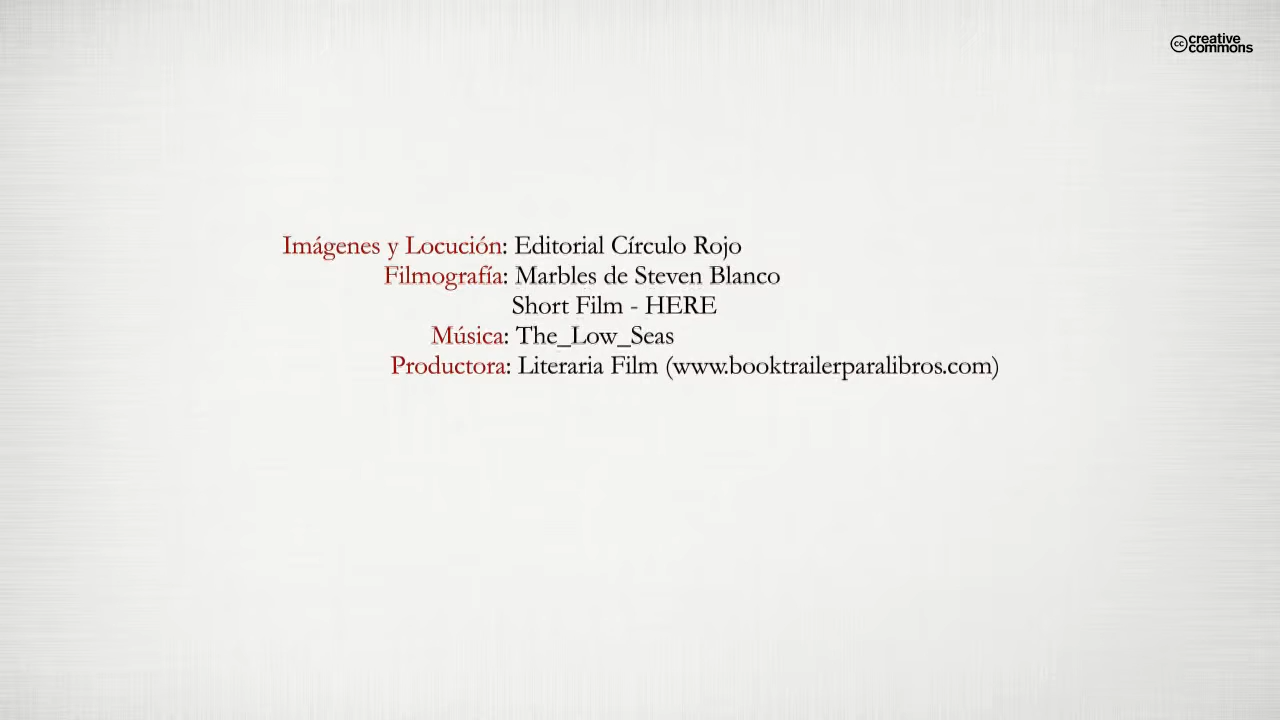 cc creative
commons
Imágenes y Locución: Editorial Círculo Rojo
Filmografía: Marbles de Steven Blanco
Short Film - HERE
Música: The_Low_Seas
Productora: Literaria Film (www.booktrailerparalibros.com)